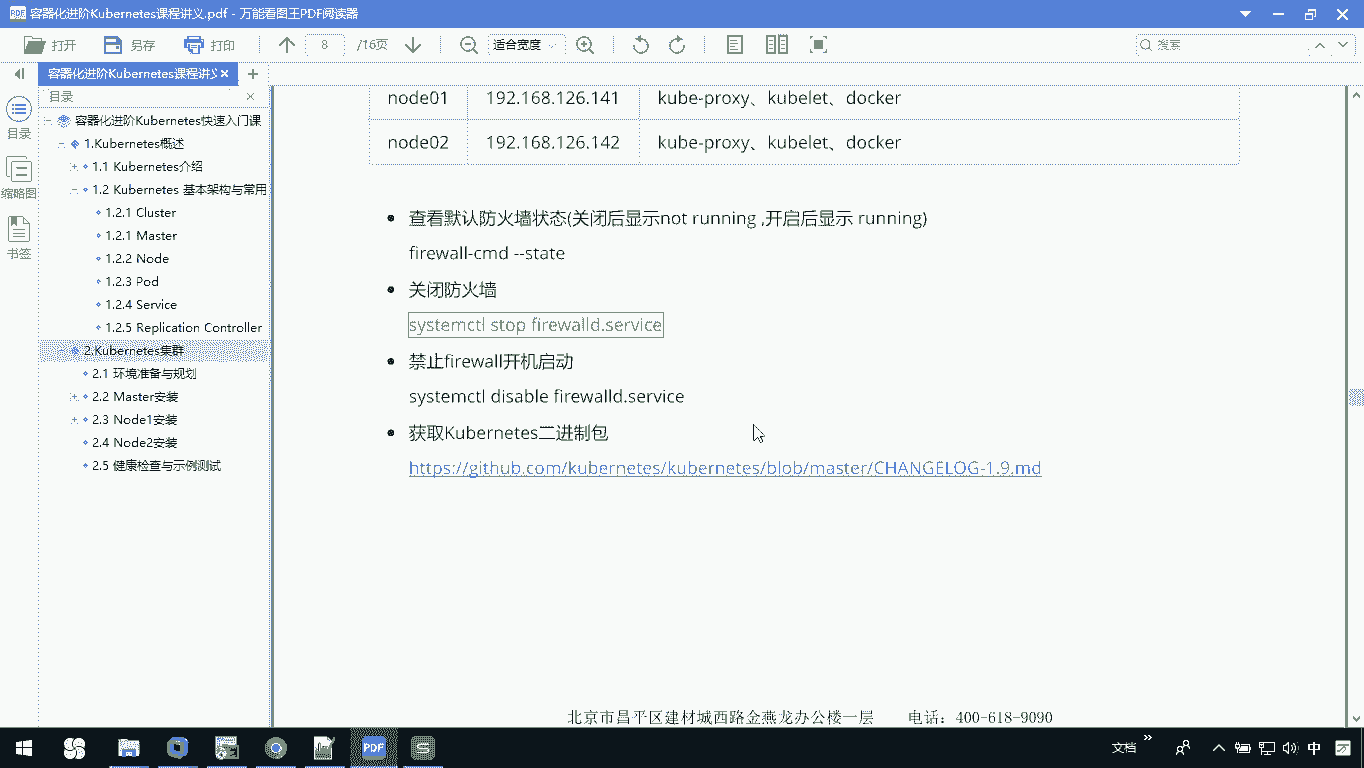 容器化进阶Kubernetes课程讲义.pdf - 万能看图王PDF阅读器
打开 另存 打印 8 /16页 适合宽度 搜索
容器化进阶Kubernetes课程讲义
目录
目录
缩略图
书签
容器化进阶Kubernetes快速入门课
1.Kubernetes概述
1.1 Kubernetes介绍
1.2 Kubernetes 基本架构与常用
1.2.1 Cluster
1.2.1 Master
1.2.2 Node
1.2.3 Pod
1.2.4 Service
1.2.5 Replication Controller
2.Kubernetes集群
2.1 环境准备与规划
2.2 Master安装
2.3 Node1安装
2.4 Node2安装
2.5 健康检查与示例测试
node01 192.168.126.141 kube-proxy、kubelet、docker
node02 192.168.126.142 kube-proxy、kubelet、docker
查看默认防火墙状态(关闭后显示not running ,开启后显示 running)
firewall-cmd --state
关闭防火墙
systemctl stop firewalld.service
禁止firewall开机启动
systemctl disable firewalld.service
获取Kubernetes二进制包
https://github.com/kubernetes/kubernetes/blob/master/CHANGELOG-1.9.md
北京市昌平区建材城西路金燕龙办公楼一层 电话：400-618-9090
PDF 文档 中